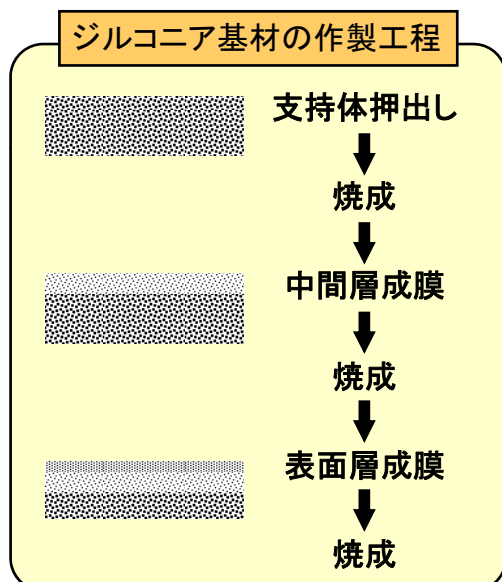 ジルコニア基材の作製工程
支持体押出し
焼成
中間層成膜
焼成
表面層成膜
焼成